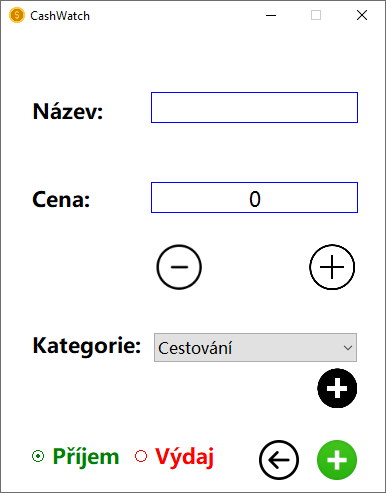 CashWatch
Název:
Cena: 0
Kategorie: Cestování
Příjem Výdaj